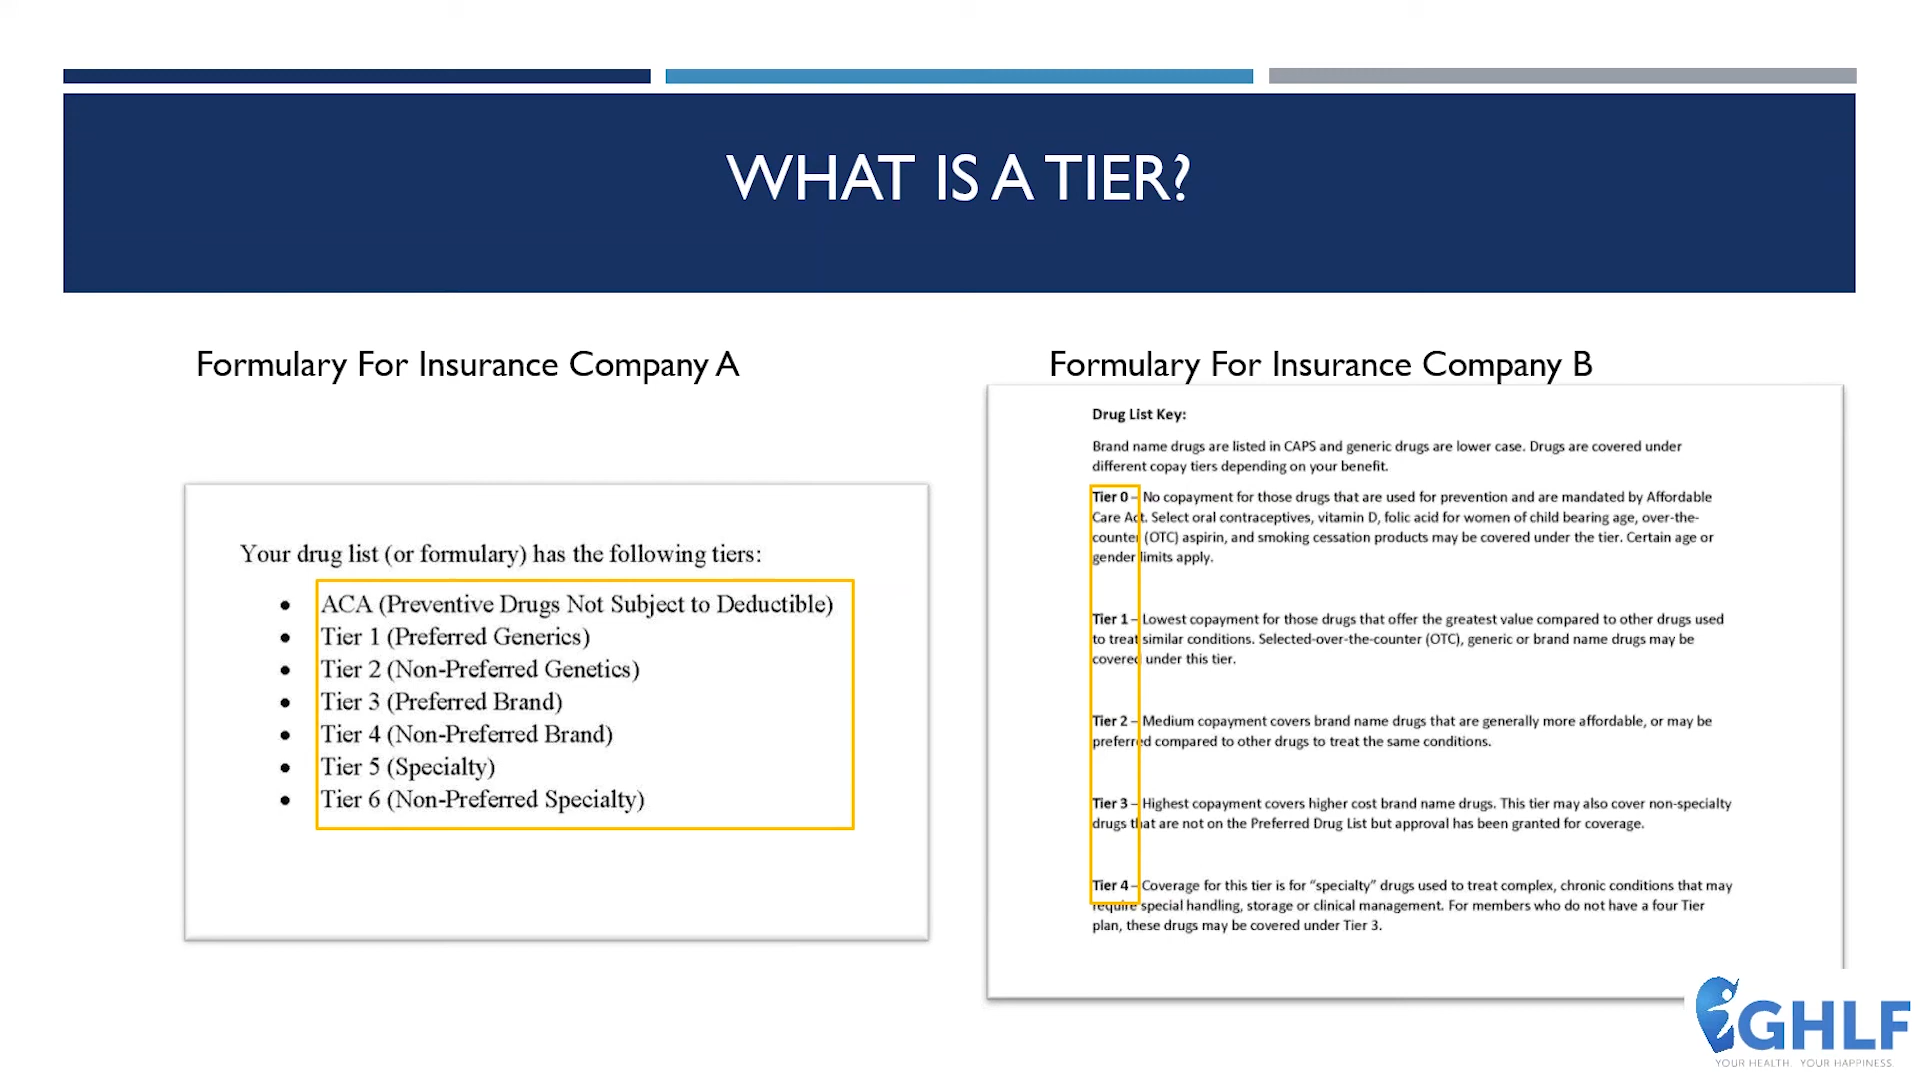 WHAT IS A TIER?
Formulary For Insurance Company A
Your drug list (or formulary) has the following tiers:
• ACA (Preventive Drugs Not Subject to Deductible)
• Tier 1 (Preferred Generics)
• Tier 2 (Non-Preferred Genetics)
• Tier 3 (Preferred Brand)
• Tier 4 (Non-Preferred Brand)
• Tier 5 (Specialty)
• Tier 6 (Non-Preferred Specialty)
Formulary For Insurance Company B
Drug List Key:
Brand name drugs are listed in CAPS and generic drugs are lower case. Drugs are covered under
different copay tiers depending on your benefit.
Tier 0 – No copayment for those drugs that are used for prevention and are mandated by Affordable
Care Act. Select oral contraceptives, vitamin D, folic acid for women of child bearing age, over-the-
counter (OTC) aspirin, and smoking cessation products may be covered under the tier. Certain age or
gender limits apply.
Tier 1 – Lowest copayment for those drugs that offer the greatest value compared to other drugs used
to treat similar conditions. Selected-over-the-counter (OTC), generic or brand name drugs may be
covered under this tier.
Tier 2 – Medium copayment covers brand name drugs that are generally more affordable, or may be
preferred compared to other drugs to treat the same conditions.
Tier 3 – Highest copayment covers higher cost brand name drugs. This tier may also cover non-specialty
drugs that are not on the Preferred Drug List but approval has been granted for coverage.
Tier 4 – Coverage for this tier is for “specialty” drugs used to treat complex, chronic conditions that may
require special handling, storage or clinical management. For members who do not have a four Tier
plan, these drugs may be covered under Tier 3.
GHLF
YOUR HEALTH. YOUR HAPPINESS.